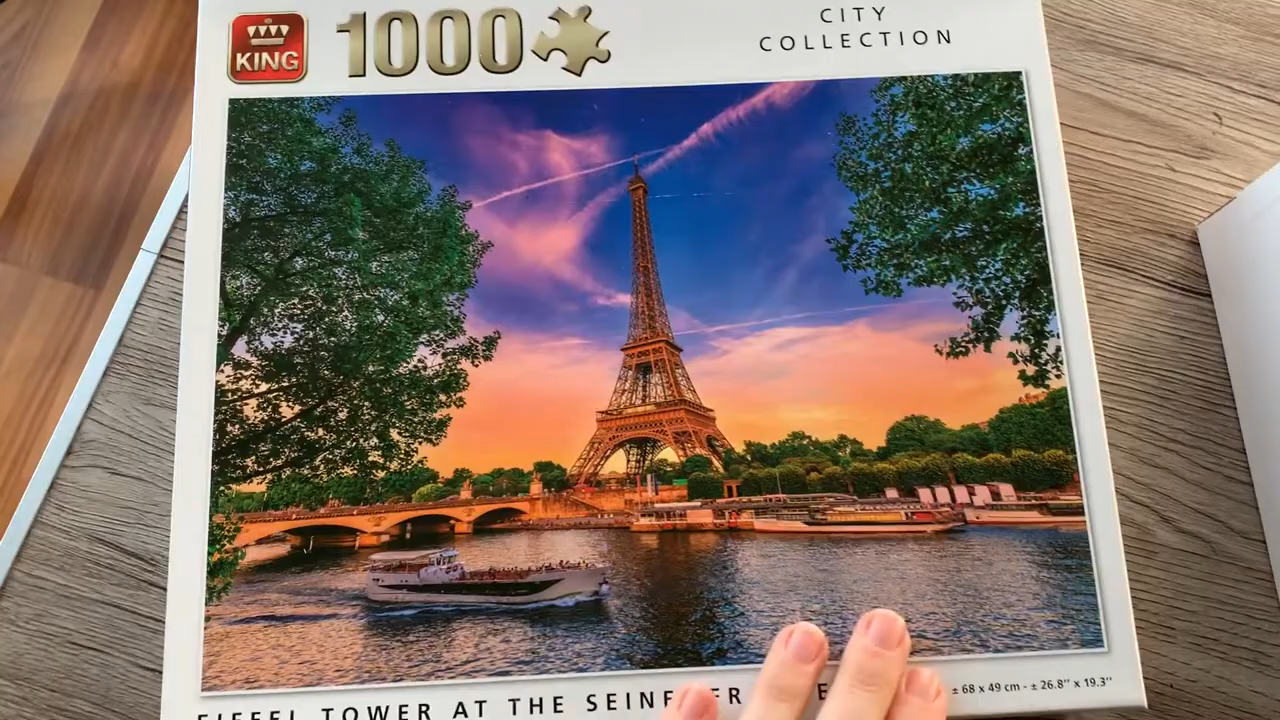 KING
1000
CITY
COLLECTION
EIFFEL TOWER AT THE SEINE
± 68 x 49 cm - ± 26.8" x 19.3"